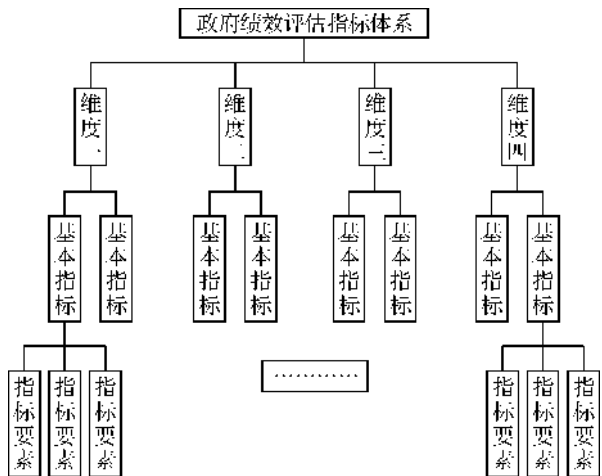 政府绩效评估指标体系
维度一
维度二
维度三
维度四
基本指标
基本指标
基本指标
基本指标
基本指标
基本指标
基本指标
基本指标
…………
指标要素
指标要素
指标要素
指标要素
指标要素
指标要素